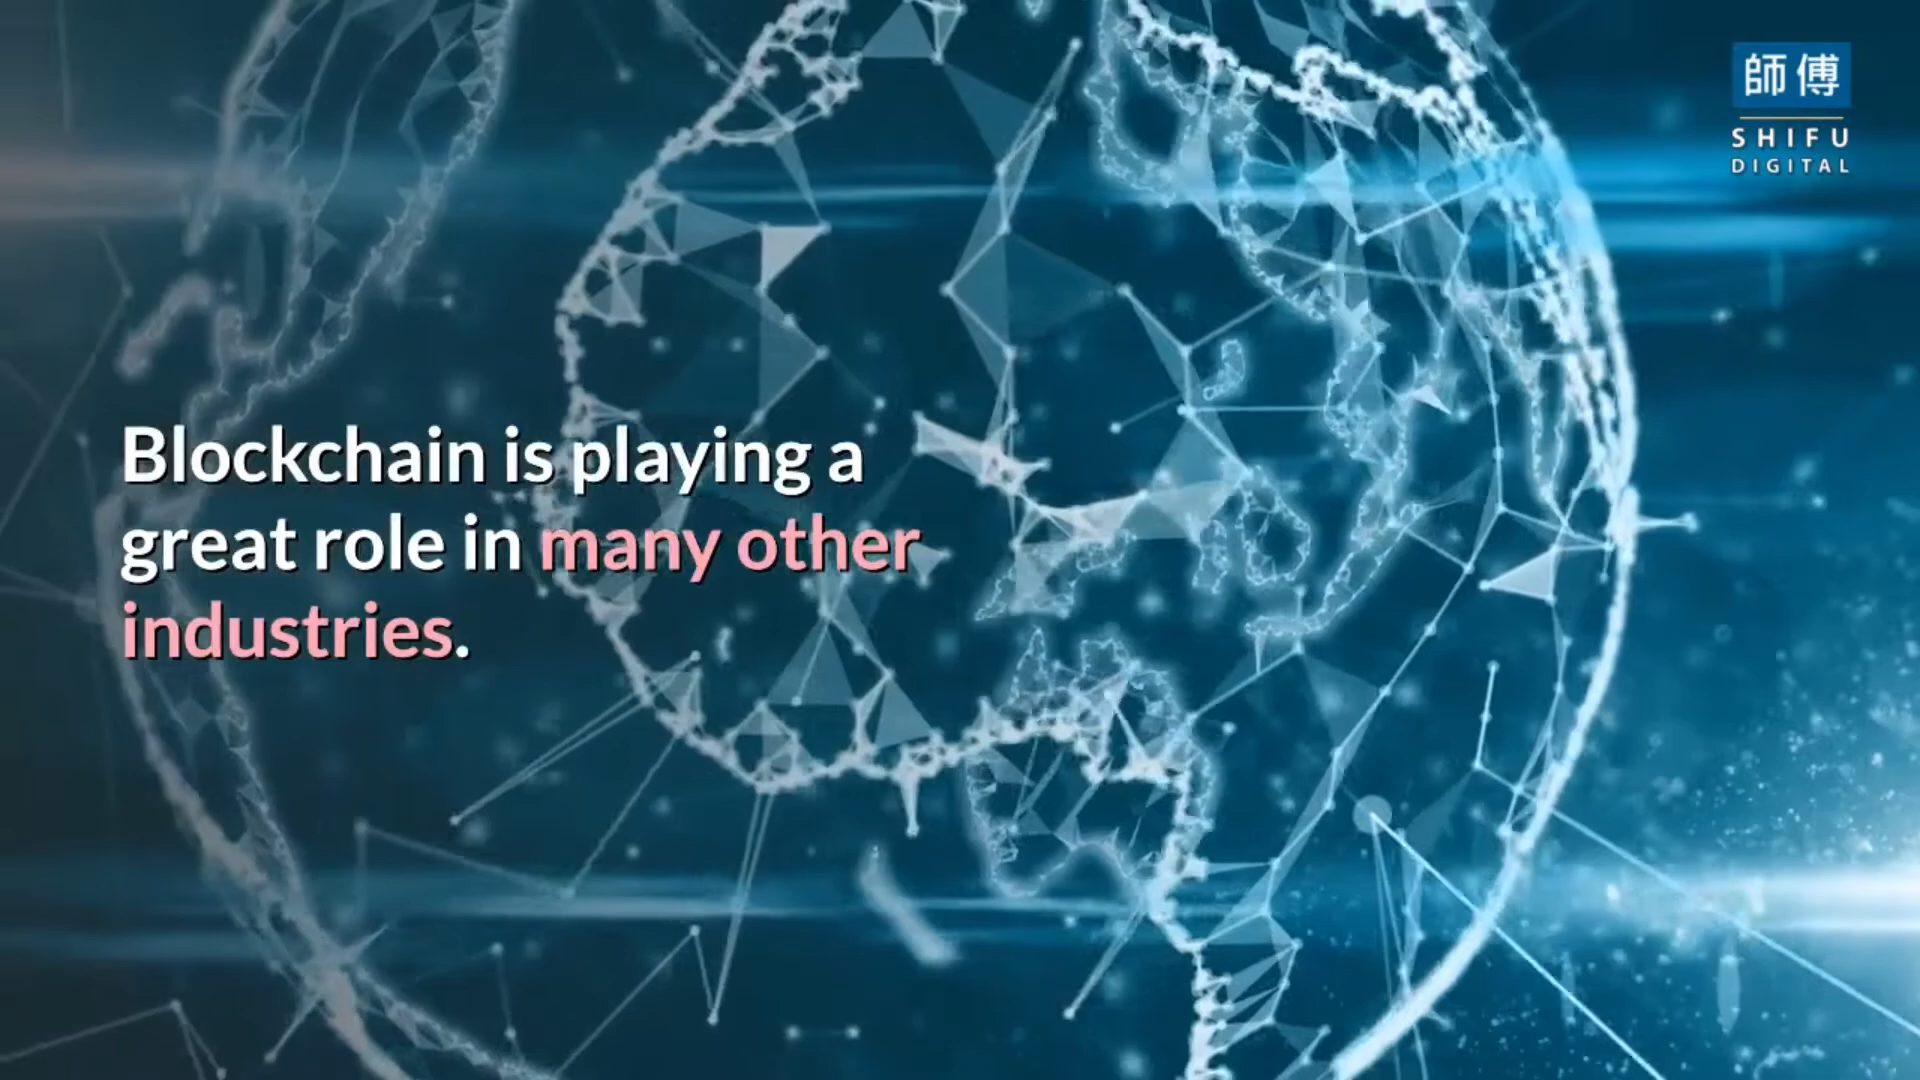 師傅
SHIFU
DIGITAL
Blockchain is playing a
great role in many other
industries.